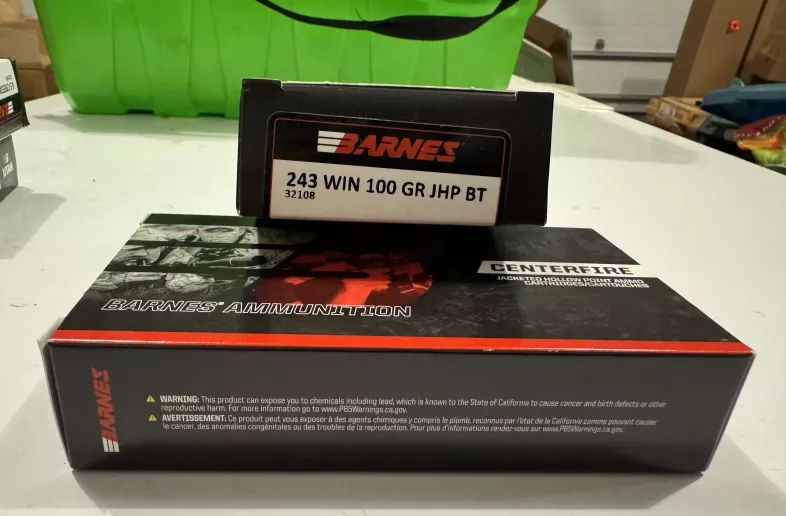 BARNES
243 WIN 100 GR JHP BT
32108
CENTERFIRE
JACKETED HOLLOW POINT AMMO
CARTRIDGES/CARTOUCHES
BARNES® AMMUNITION
BARNES
WARNING: This product can expose you to chemicals including lead, which is known to the State of California to cause cancer and birth defects or other
reproductive harm. For more information go to www.P65Warnings.ca.gov.
AVERTISSEMENT: Ce produit peut vous exposer à des agents chimiques y compris le plomb, reconnus par l'état de la Californie comme pouvant causer
le cancer, des anomalies congénitales ou des troubles de la reproduction. Pour plus d'informations rendez-vous sur www.P65Warnings.ca.gov.